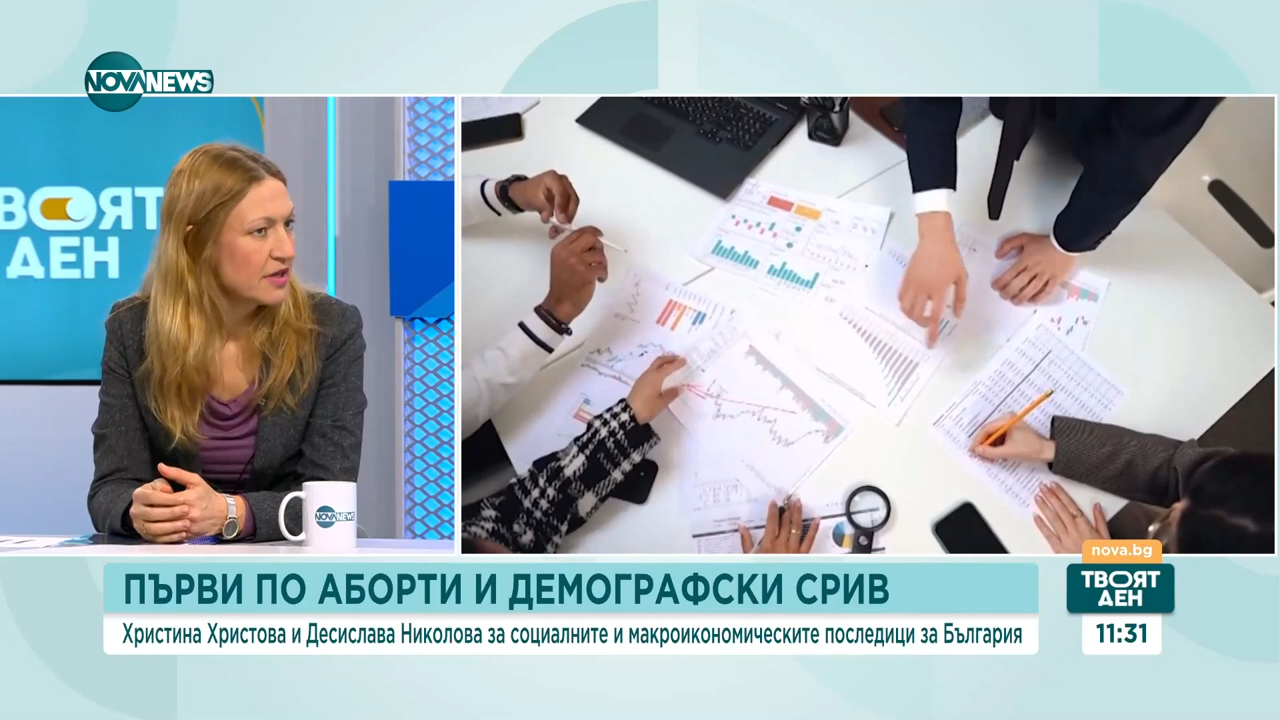 NOVANEWS
ТВОЯТ
ДЕН
NOVANEWS
ПЪРВИ ПО АБОРТИ И ДЕМОГРАФСКИ СРИВ
Христина Христова и Десислава Николова за социалните и макроикономическите последици за България
nova.bg
ТВОЯТ
ДЕН
11:31